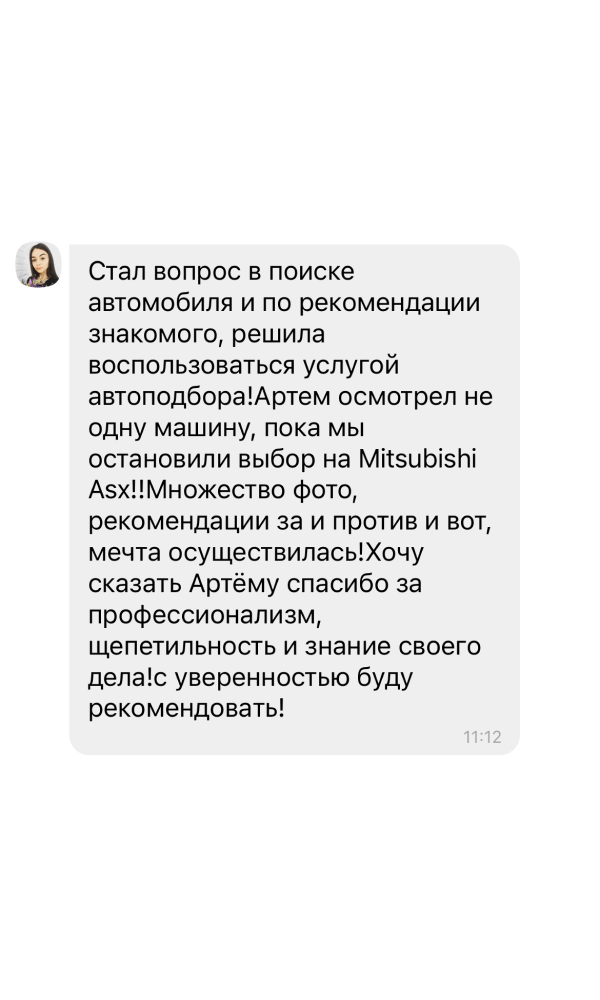 Стал вопрос в поиске
автомобиля и по рекомендации
знакомого, решила
воспользоваться услугой
автоподбора!Артем осмотрел не
одну машину, пока мы
остановили выбор на Mitsubishi
Asx!!Множество фото,
рекомендации за и против и вот,
мечта осуществилась!Хочу
сказать Артёму спасибо за
профессионализм,
щепетильность и знание своего
дела!с уверенностью буду
рекомендовать!
11:12